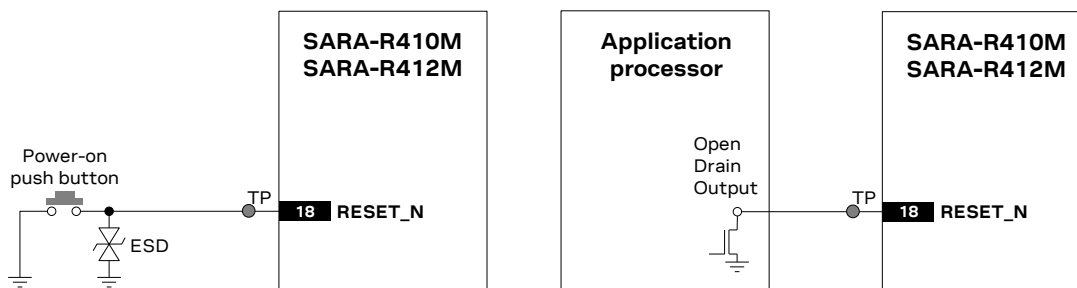 SARA-R410M
SARA-R412M
Power-on
push button
TP
18 RESET_N
ESD
Application
processor
SARA-R410M
SARA-R412M
Open
Drain
Output
TP
18 RESET_N